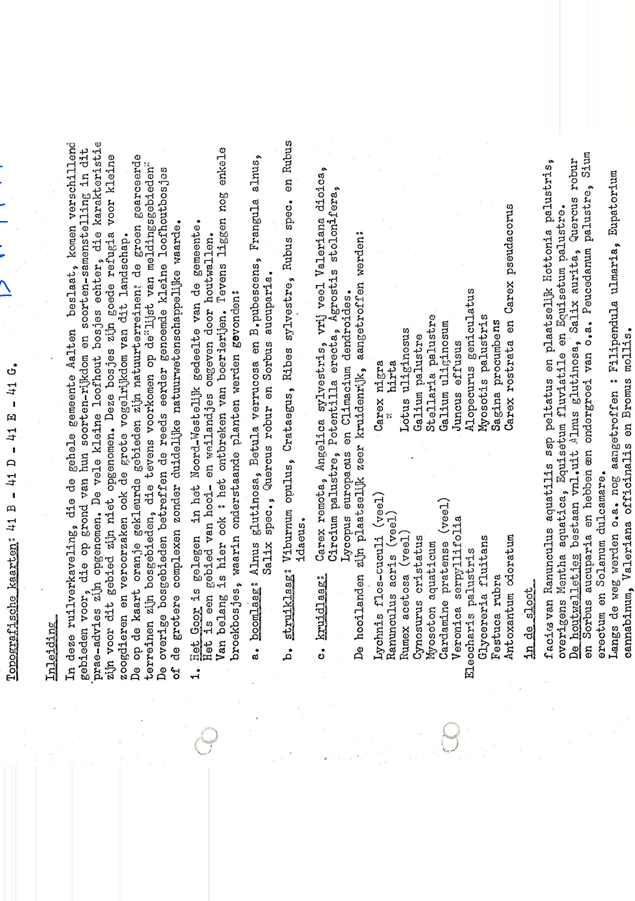 Topografische kaarten: 41 B - 41 D - 41 E - 41 G.
Inleiding
In deze ruilverkaveling, die de gehele gemeente Aalten beslaat, komen verschillend
gebieden voor, die op grond van hun soorten-rijkdom en soorten-samenstelling in dit
prae-advies zijn opgenomen. De vele kleine loofhout bosjes echter, die karakteristie
zijn voor dit gebied zijn niet opgenomen. Deze bosjes zijn goede refugia voor kleine
zoogdieren en veroorzaken ook de grote vogelrijkdom van dit landschap.
De op de kaart oranje gekleurde gebieden zijn natuurterreinen: de groen gearceerde
terreinen zijn bosgebieden, die tevens voorkomen op de "lijst van meldingsgebieden"
De overige bosgebieden betreffen de reeds eerder genoemde kleine loofhoutbosjes
of de grotere complexen zonder duidelijke natuurwetenschappelijke waarde.
1. Het Goor is gelegen in het Noord-Westelijk gedeelte van de gemeente.
Het is een gebied van hooi- en weilandjes omgeven door houtwallen.
Van belang is hier ook : het ontbreken van boerderijen. Tevens liggen nog enkele
broekbosjes, waarin onderstaande planten werden gevonden:
a. boomlaag: Alnus glutinosa, Betula verrucosa en B.pubescens, Frangula alnus,
Salix spec., Quercus robur en Sorbus aucuparia.
b. struiklaag: Viburnum opulus, Crataegus, Ribes sylvestre, Rubus spec. en Rubus
idaeus.
c. kruidlaag: Carex remota, Angelica sylvestris, vrij veel Valeriana dioica,
Circium palustre, Potentilla erecta, Agrostis stolonifera,
Lycopus europaeus en Climacium dendroides.
De hooilanden zijn plaatselijk zeer kruidenrijk, aangetroffen werden:
Lychnis flos-cuculi (veel) Carex nigra
Ranunculus acris (veel) " hirta
Rumex acetosa (veel) Lotus uliginosus
Cynosurus cristatus Galium palustre
Myosoton aquaticum Stellaria palustre
Cardamine pratense (veel) Galium uliginosum
Veronica serpyllifolia Juncus effusus
Eleocharis palustris Alopecurus geniculatus
Glycereria fluitans Myosotis palustris
Festuca rubra Sagina procumbens
Antoxantum odoratum Carex rostrata en Carex pseudacorus
in de sloot
facies van Ranunculus aquatilis ssp peltatus en plaatselijk Hottonia palustris,
overigens Mentha aquatica, Equisetum fluviatile en Equisetum palustre.
De houtwalletjes bestaan vnl.uit Alnus glutinosa, Salix aurita, Quercus robur
en Sorbus aucuparia en hebben een ondergroei van o.a. Peucedanum palustre, Sium
erectum en Solanum dulcamare.
Langs de weg werden o.a. nog aangetroffen : Filipendula ulmaria, Eupatorium
cannabinum, Valeriana officinalis en Bromus mollis.